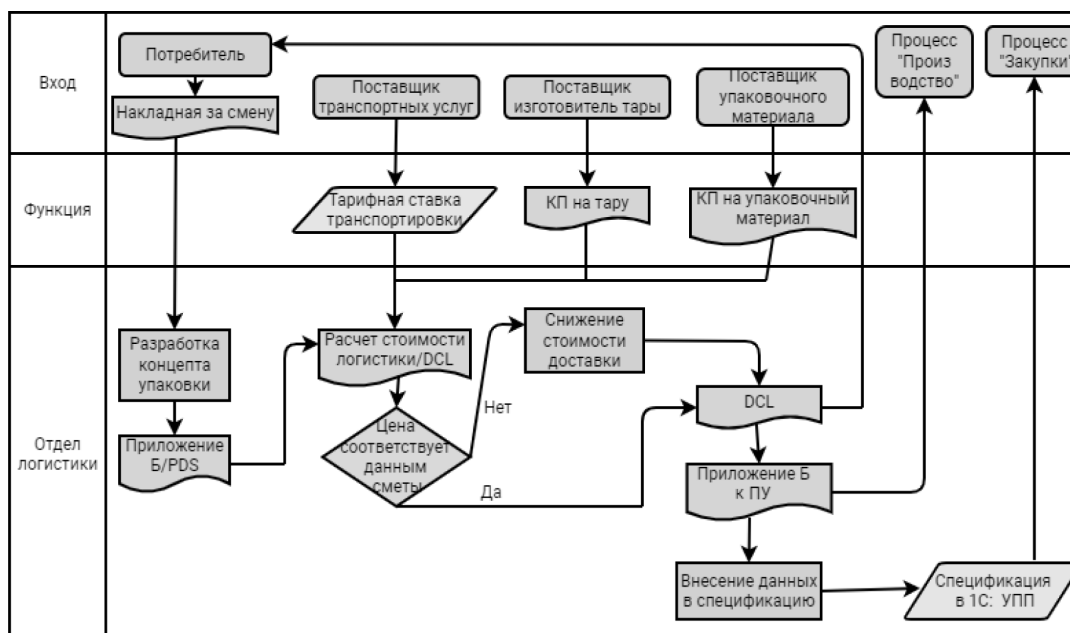 Вход
Потребитель
Накладная за смену
Поставщик
транспортных услуг
Поставщик
изготовитель тары
Поставщик
упаковочного
материала
Процесс
"Произ
водство"
Процесс
"Закупки"
Функция
Тарифная ставка
транспортировки
КП на тару
КП на упаковочный
материал
Отдел
логистики
Разработка
концепта
упаковки
Приложение
Б/PDS
Расчет стоимости
логистики/DCL
Цена
соответствует
данным
сметы
Нет
Да
Снижение
стоимости
доставки
DCL
Приложение Б
к ПУ
Внесение данных
в спецификацию
Спецификация
в 1С: УПП